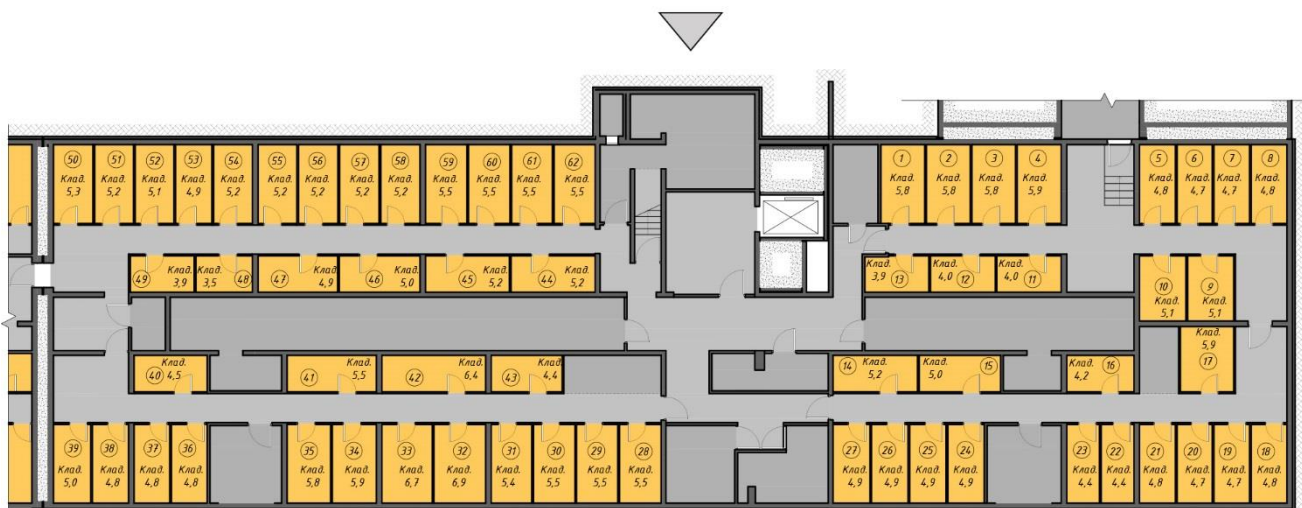 50
Клад.
5,3
51
Клад.
5,2
52
Клад.
5,1
53
Клад.
4,9
54
Клад.
5,2
55
Клад.
5,2
56
Клад.
5,2
57
Клад.
5,2
58
Клад.
5,2
59
Клад.
5,5
60
Клад.
5,5
61
Клад.
5,5
62
Клад.
5,5
1
Клад.
5,8
2
Клад.
5,8
3
Клад.
5,8
4
Клад.
5,9
5
Клад.
4,8
6
Клад.
4,7
7
Клад.
4,7
8
Клад.
4,8
49
Клад.
3,9
Клад.
3,5
48
47
Клад.
4,9
46
Клад.
5,0
45
Клад.
5,2
44
Клад.
5,2
Клад.
3,9
13
Клад.
4,0
12
Клад.
4,0
11
10
Клад.
5,1
9
Клад.
5,1
40
Клад.
4,5
41
Клад.
5,5
42
Клад.
6,4
43
Клад.
4,4
14
Клад.
5,2
Клад.
5,0
15
Клад.
4,2
16
Клад.
5,9
17
39
Клад.
5,0
38
Клад.
4,8
37
Клад.
4,8
36
Клад.
4,8
35
Клад.
5,8
34
Клад.
5,9
33
Клад.
6,7
32
Клад.
6,9
31
Клад.
5,4
30
Клад.
5,5
29
Клад.
5,5
28
Клад.
5,5
27
Клад.
4,9
26
Клад.
4,9
25
Клад.
4,9
24
Клад.
4,9
23
Клад.
4,4
22
Клад.
4,4
21
Клад.
4,8
20
Клад.
4,7
19
Клад.
4,7
18
Клад.
4,8